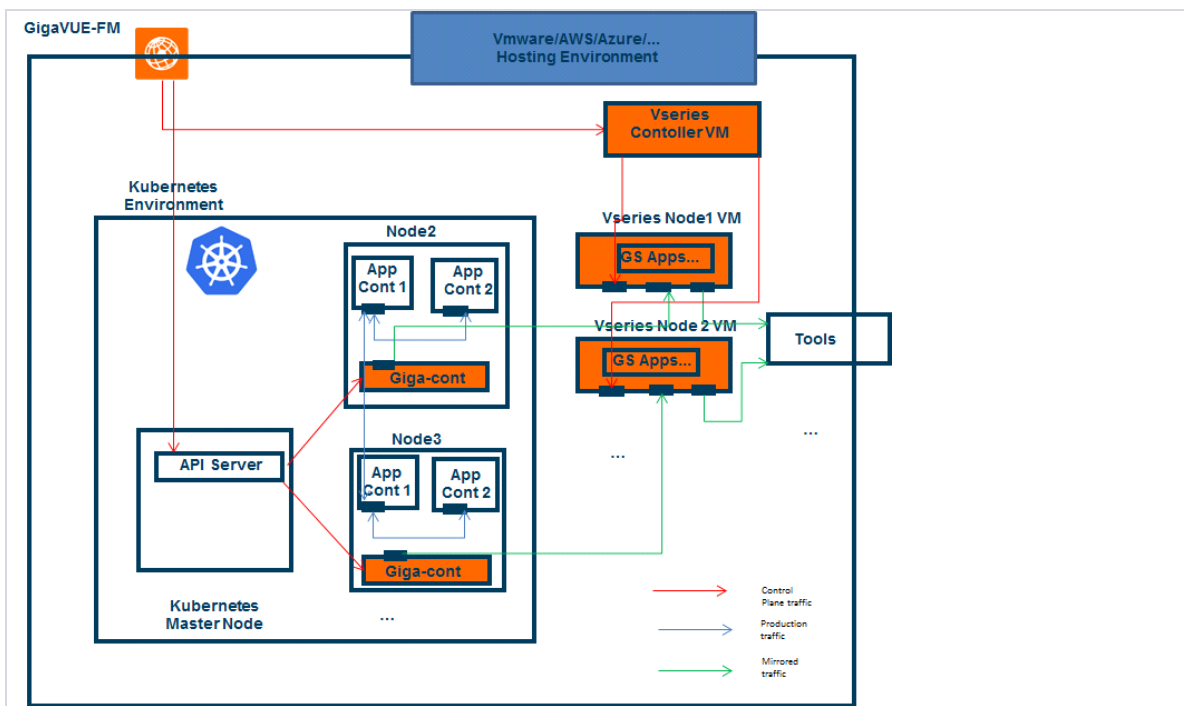 GigaVUE-FM
Vmware/AWS/Azure/...
Hosting Environment
Vseries
Contoller VM
Kubernetes
Environment
Vseries Node1 VM
Node2
GS Apps...
App
Cont 1
App
Cont 2
Vseries Node 2 VM
Tools
GS Apps...
Giga-cont
...
Node3
...
API Server
App
Cont 1
App
Cont 2
Giga-cont
Control
Plane traffic
Kubernetes
Master Node
...
Production
traffic
Mirrored
traffic